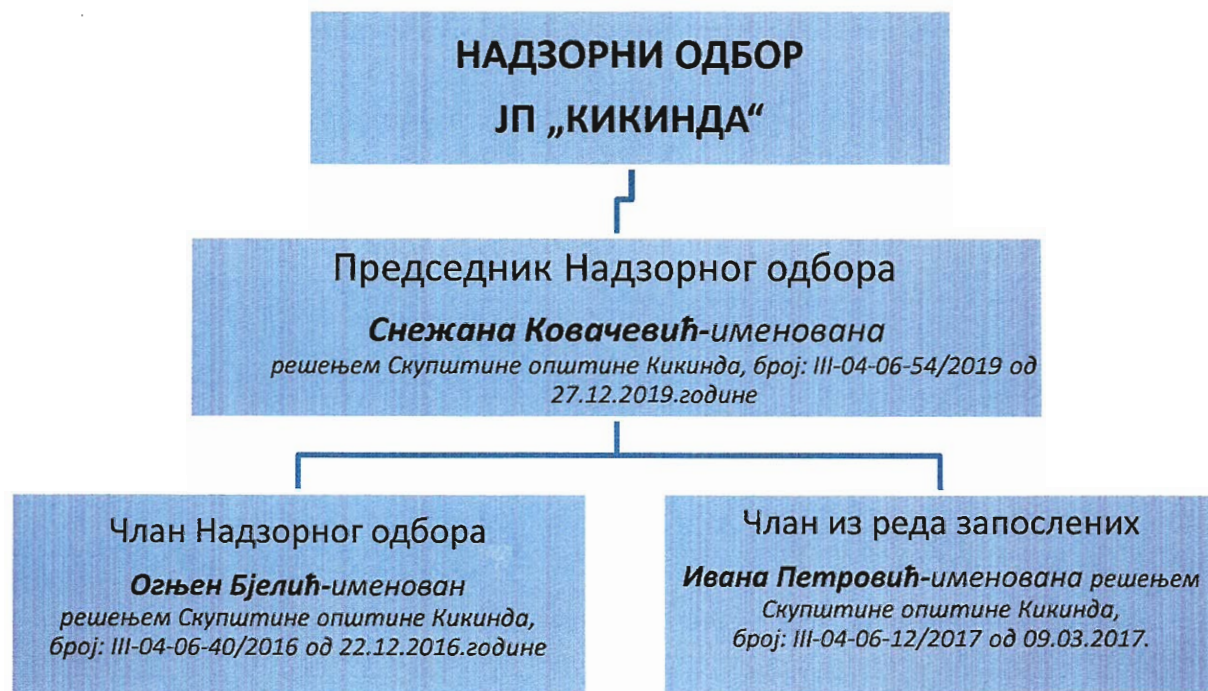 НАДЗОРНИ ОДБОР
ЈП „КИКИНДА“
Председник Надзорног одбора
Снежана Ковачевић-именована
решењем Скупштине општине Кикинда, број: III-04-06-54/2019 од
27.12.2019.године
Члан Надзорног одбора
Огњен Бјелић-именован
решењем Скупштине општине Кикинда,
број: III-04-06-40/2016 од 22.12.2016.године
Члан из реда запослених
Ивана Петровић-именована решењем
Скупштине општине Кикинда,
број: III-04-06-12/2017 од 09.03.2017.